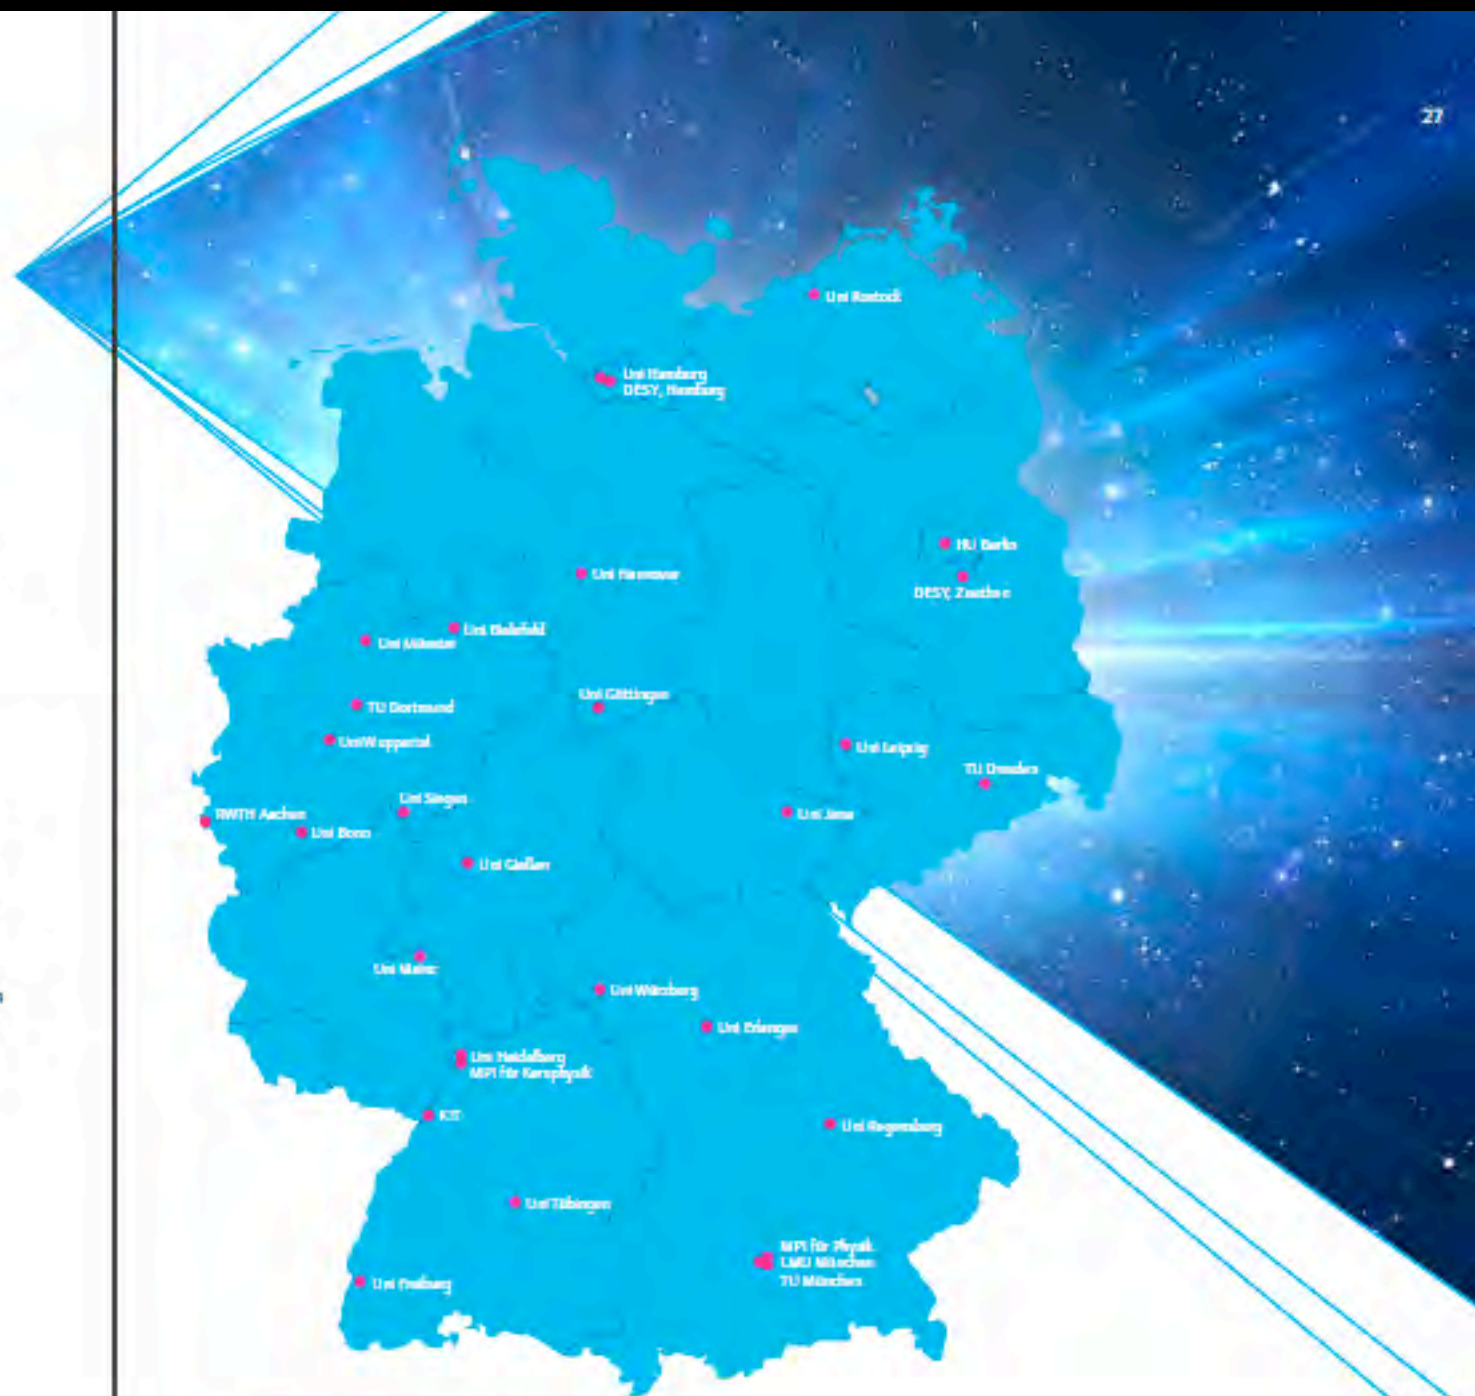 27
Uni Rostock
Uni Hamburg
DESY, Hamburg
HU Berlin
DESY, Zeuthen
Uni Hannover
Uni Bielefeld
Uni Münster
Uni Göttingen
TU Dortmund
Uni Wuppertal
Uni Leipzig
TU Dresden
Uni Siegen
RWTH Aachen
Uni Bonn
Uni Jena
Uni Gießen
Uni Mainz
Uni Würzburg
Uni Erlangen
Uni Heidelberg
MPI für Kernphysik
KIT
Uni Regensburg
Uni Tübingen
MPI für Physik
LMU München
TU München
Uni Freiburg